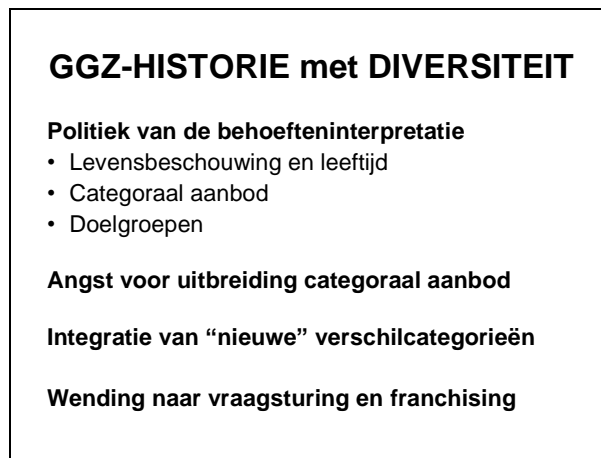 GGZ-HISTORIE met DIVERSITEIT
Politiek van de behoefteninterpretatie
• Levensbeschouwing en leeftijd
• Categoraal aanbod
• Doelgroepen
Angst voor uitbreiding categoraal aanbod
Integratie van “nieuwe” verschilcategorieën
Wending naar vraagsturing en franchising